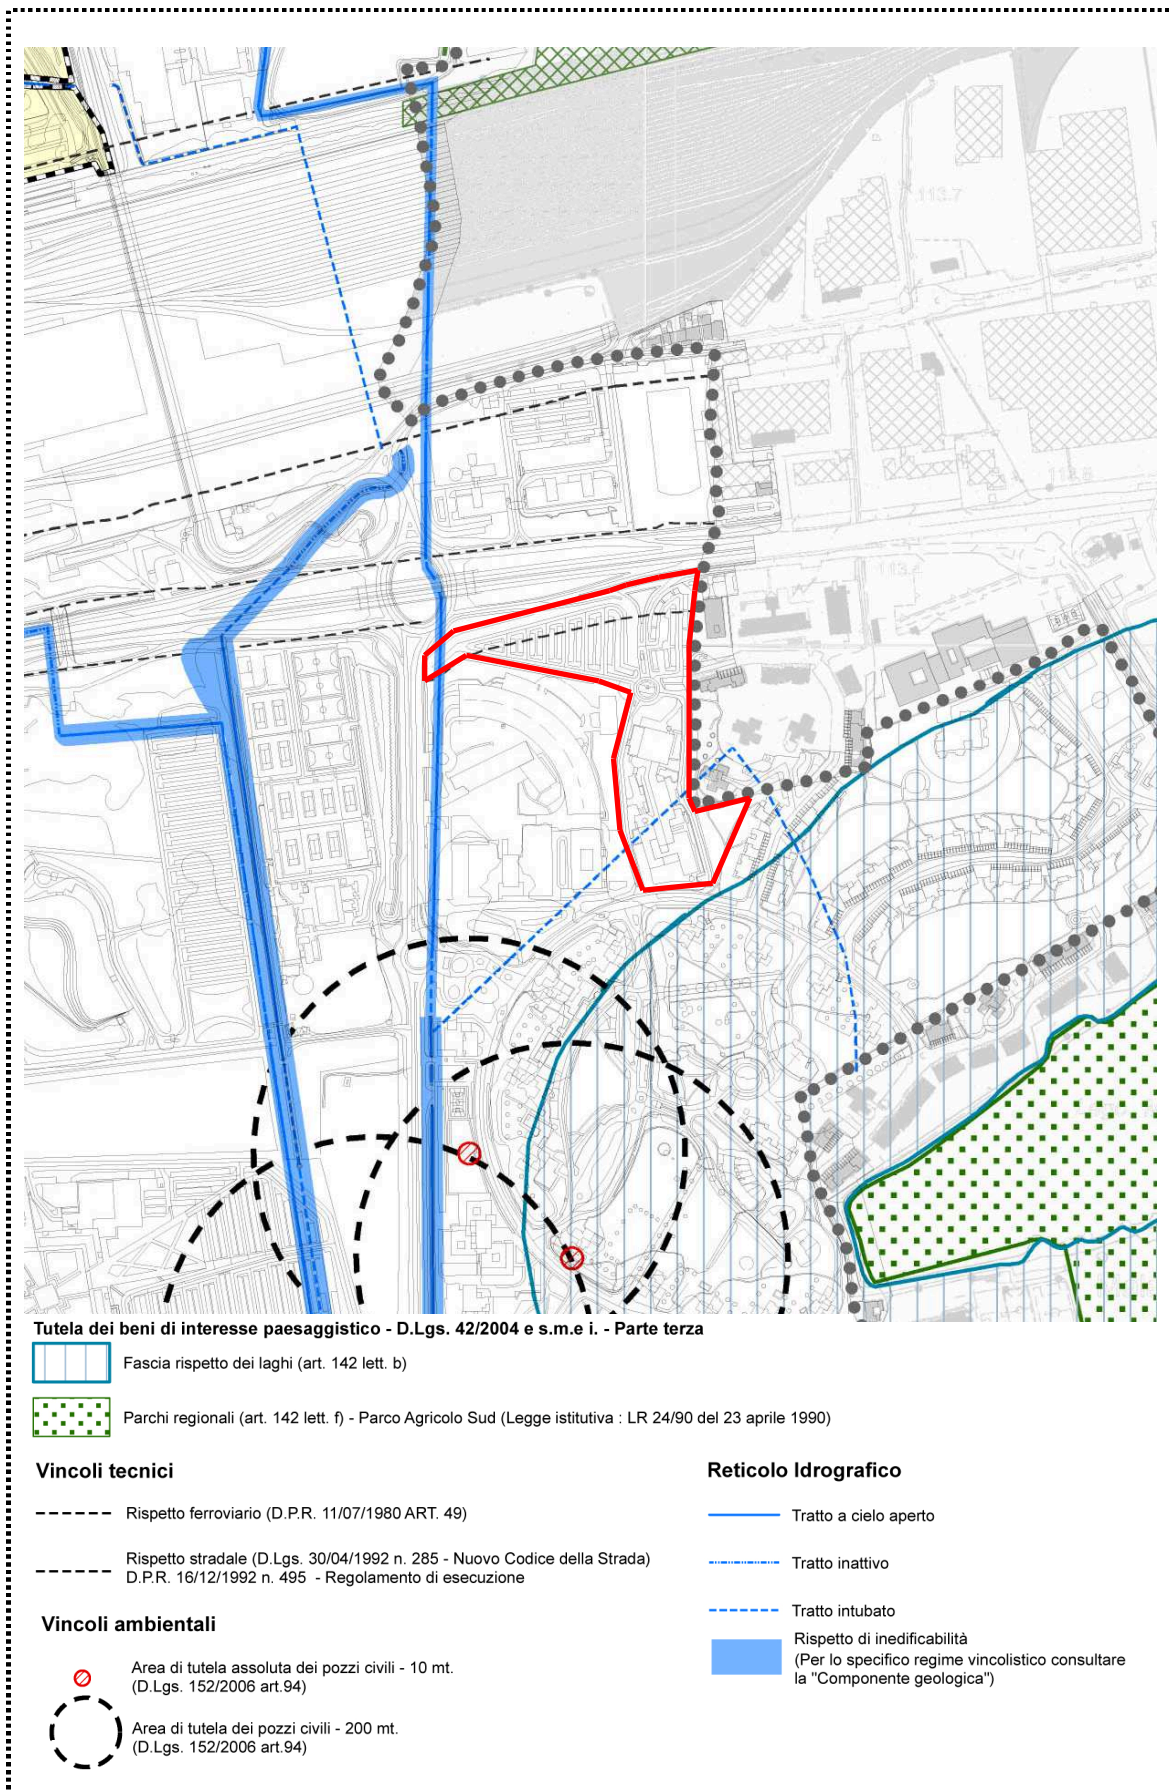 113.7
Tutela dei beni di interesse paesaggistico - D.Lgs. 42/2004 e s.m.e i. - Parte terza
Fascia rispetto dei laghi (art. 142 lett. b)
Parchi regionali (art. 142 lett. f) - Parco Agricolo Sud (Legge istitutiva : LR 24/90 del 23 aprile 1990)
Vincoli tecnici
Rispetto ferroviario (D.P.R. 11/07/1980 ART. 49)
Rispetto stradale (D.Lgs. 30/04/1992 n. 285 - Nuovo Codice della Strada)
D.P.R. 16/12/1992 n. 495 - Regolamento di esecuzione
Vincoli ambientali
Area di tutela assoluta dei pozzi civili - 10 mt.
(D.Lgs. 152/2006 art.94)
Area di tutela dei pozzi civili - 200 mt.
(D.Lgs. 152/2006 art.94)
Reticolo Idrografico
Tratto a cielo aperto
Tratto inattivo
Tratto intubato
Rispetto di inedificabilità
(Per lo specifico regime vincolistico consultare
la "Componente geologica")